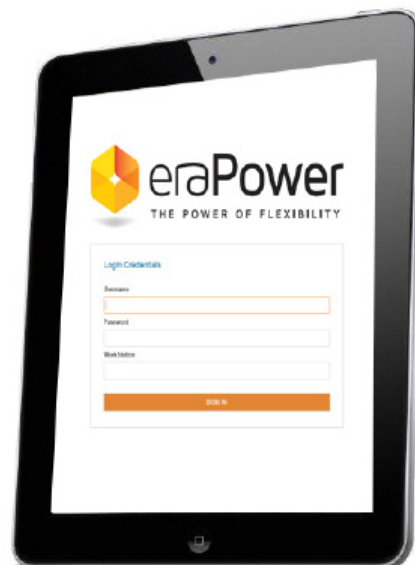 eraPower
THE POWER OF FLEXIBILITY
Login Credentials
Username
Password
Work Station
SIGN IN